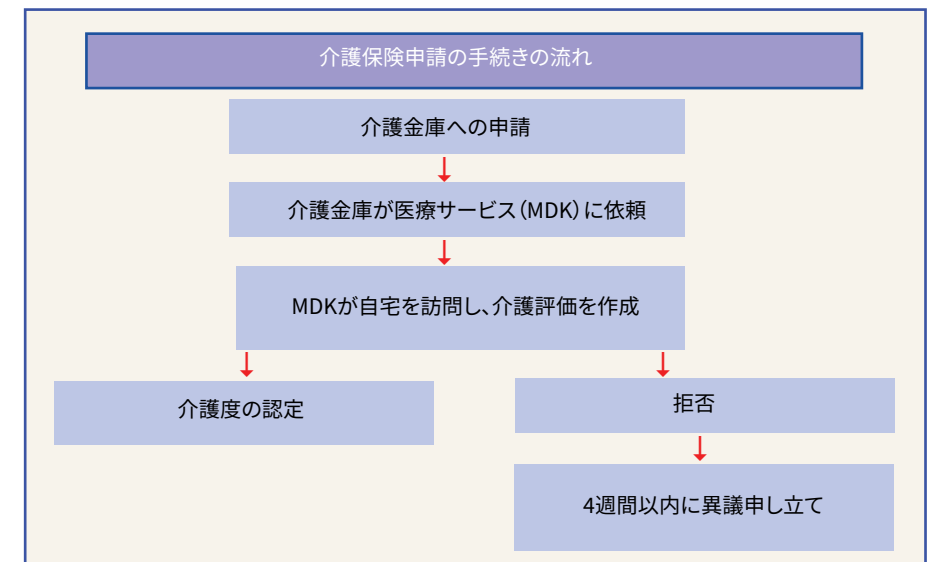 介護保険申請の手続きの流れ
介護金庫への申請
介護金庫が医療サービス(MDK)に依頼
MDKが自宅を訪問し、介護評価を作成
介護度の認定
拒否
4週間以内に異議申し立て